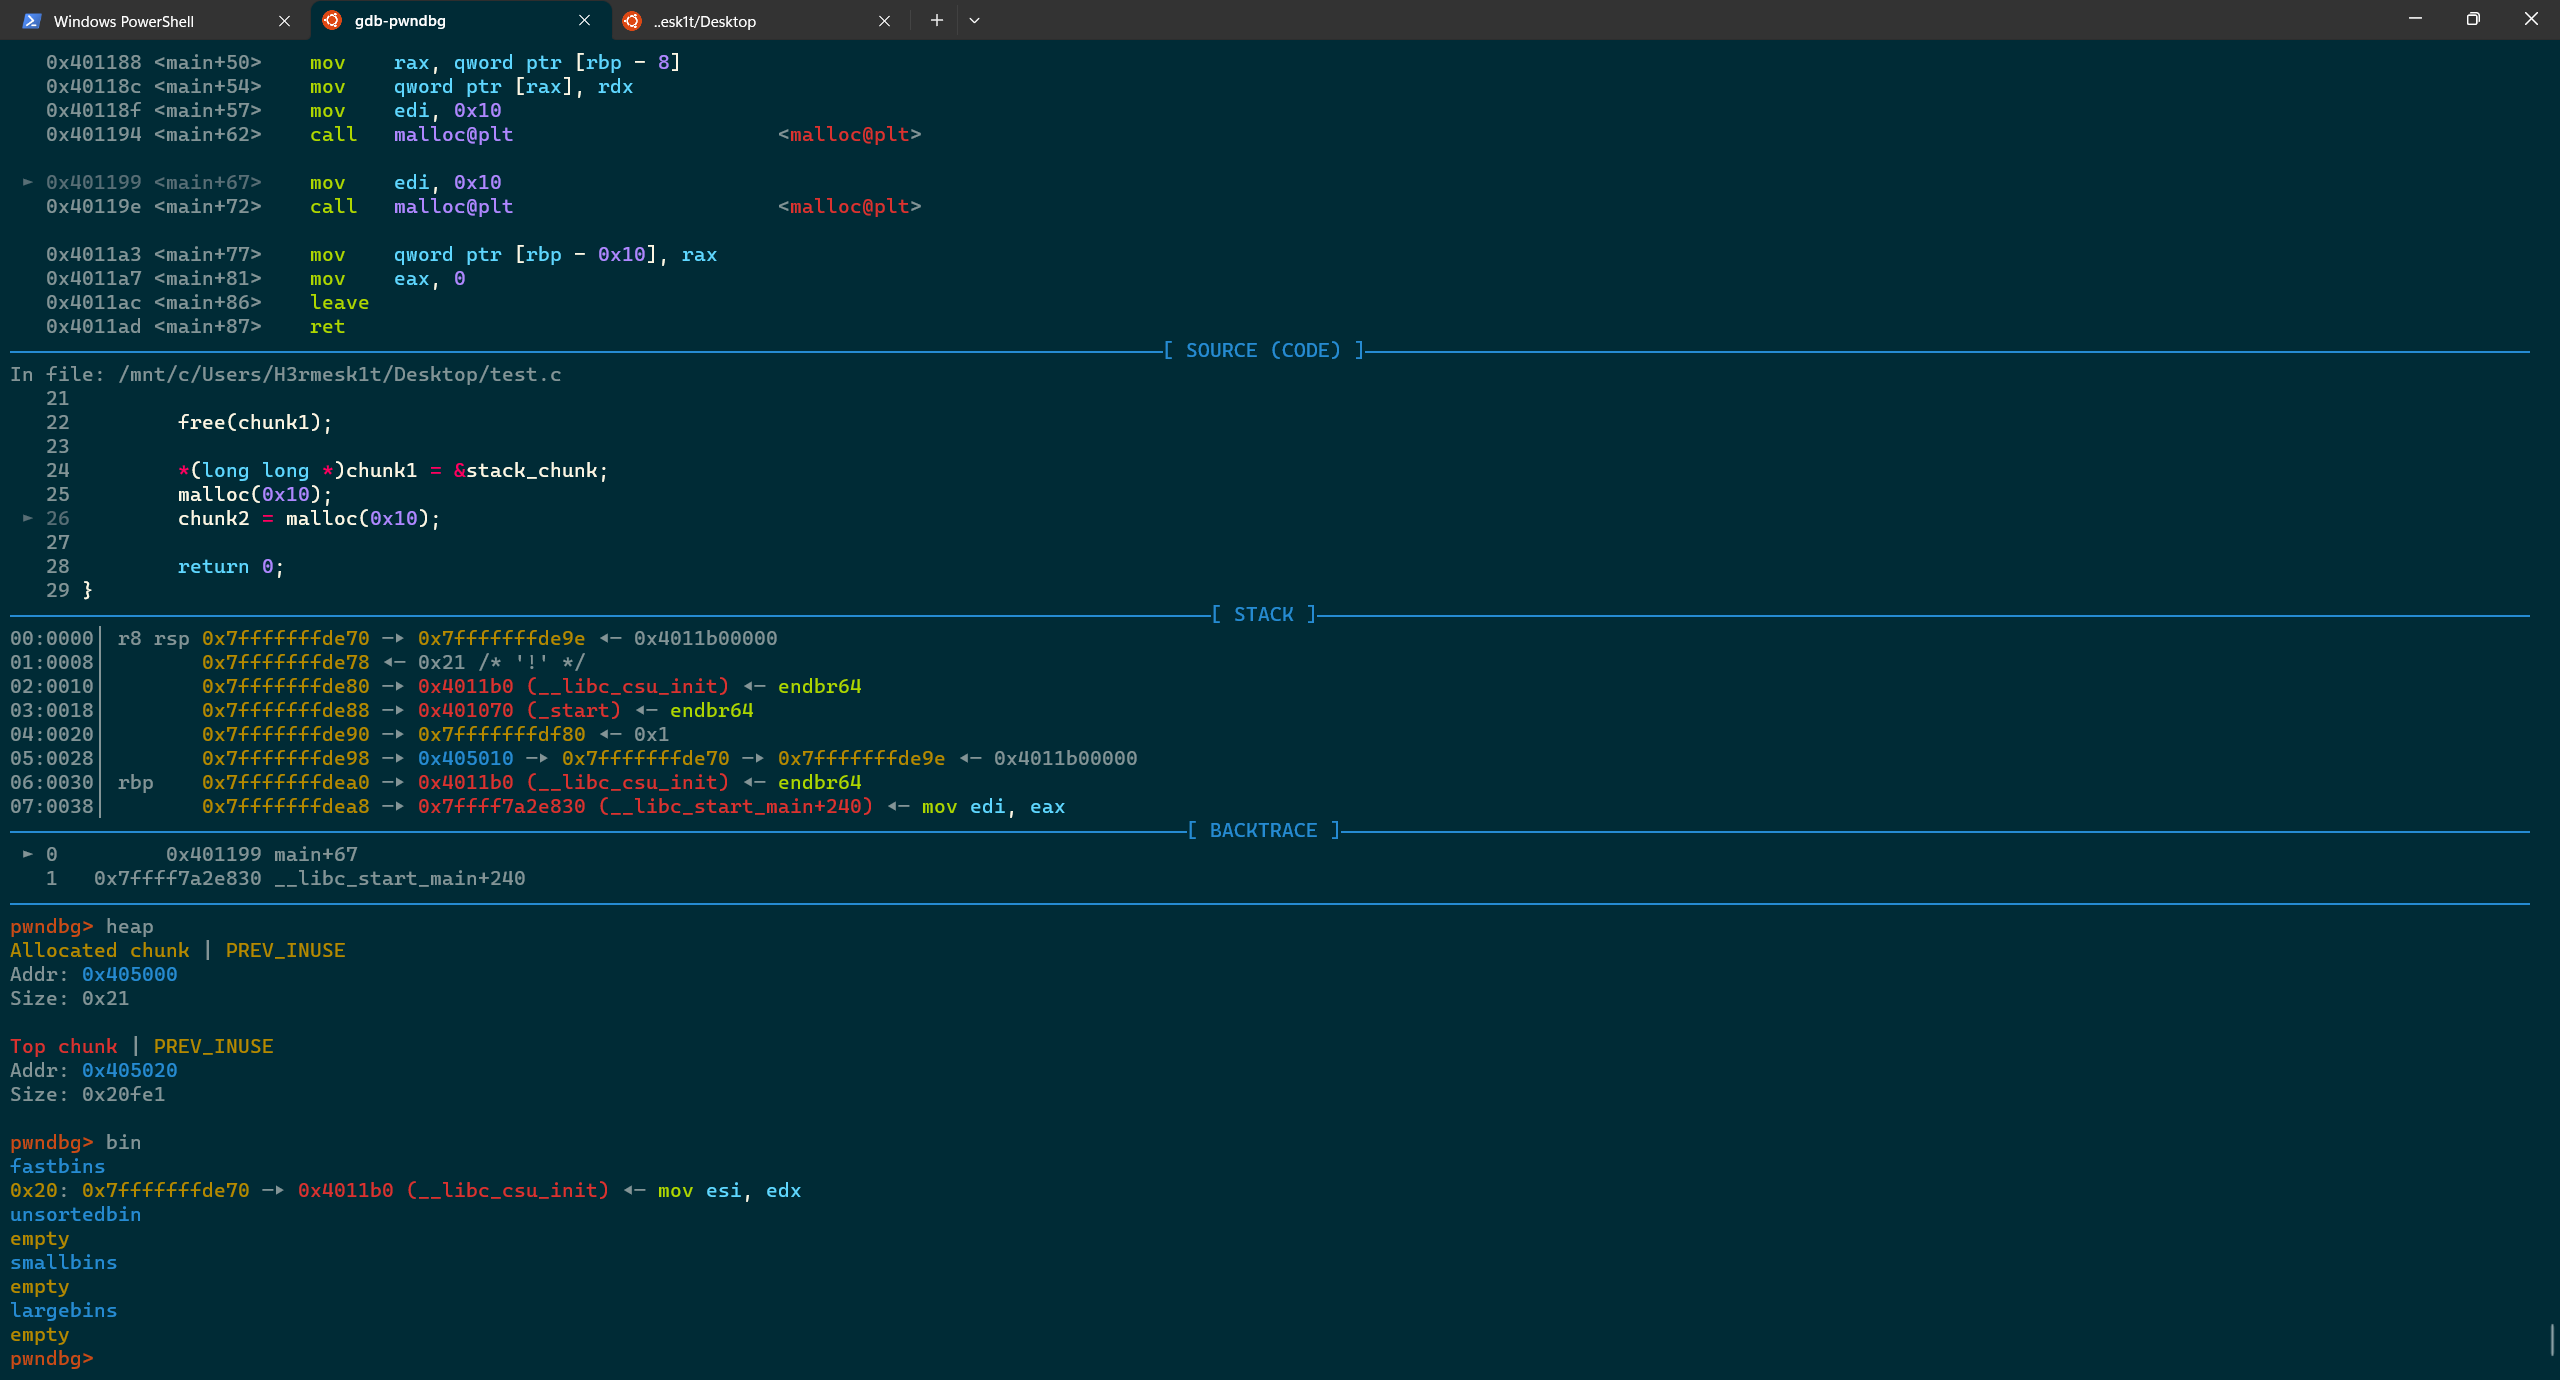 Windows PowerShell gdb-pwndbg ..esk1t/Desktop
0x401188 <main+50> mov rax, qword ptr [rbp - 8]
0x40118c <main+54> mov qword ptr [rax], rdx
0x40118f <main+57> mov edi, 0x10
0x401194 <main+62> call malloc@plt <malloc@plt>
► 0x401199 <main+67> mov edi, 0x10
0x40119e <main+72> call malloc@plt <malloc@plt>
0x4011a3 <main+77> mov qword ptr [rbp - 0x10], rax
0x4011a7 <main+81> mov eax, 0
0x4011ac <main+86> leave
0x4011ad <main+87> ret
[ SOURCE (CODE) ]
In file: /mnt/c/Users/H3rmesk1t/Desktop/test.c
21
22 free(chunk1);
23
24 *(long long *)chunk1 = &stack_chunk;
25 malloc(0x10);
► 26 chunk2 = malloc(0x10);
27
28 return 0;
29 }
[ STACK ]
00:0000│ r8 rsp 0x7fffffffde70 —▸ 0x7fffffffde9e ◂— 0x4011b00000
01:0008│ 0x7fffffffde78 ◂— 0x21 /* '!' */
02:0010│ 0x7fffffffde80 —▸ 0x4011b0 (__libc_csu_init) ◂— endbr64
03:0018│ 0x7fffffffde88 —▸ 0x401070 (_start) ◂— endbr64
04:0020│ 0x7fffffffde90 —▸ 0x7fffffffdf80 ◂— 0x1
05:0028│ 0x7fffffffde98 —▸ 0x405010 —▸ 0x7fffffffde70 —▸ 0x7fffffffde9e ◂— 0x4011b00000
06:0030│ rbp 0x7fffffffdea0 —▸ 0x4011b0 (__libc_csu_init) ◂— endbr64
07:0038│ 0x7fffffffdea8 —▸ 0x7ffff7a2e830 (__libc_start_main+240) ◂— mov edi, eax
[ BACKTRACE ]
► 0 0x401199 main+67
1 0x7ffff7a2e830 __libc_start_main+240
pwndbg> heap
Allocated chunk | PREV_INUSE
Addr: 0x405000
Size: 0x21
Top chunk | PREV_INUSE
Addr: 0x405020
Size: 0x20fe1
pwndbg> bin
fastbins
0x20: 0x7fffffffde70 —▸ 0x4011b0 (__libc_csu_init) ◂— mov esi, edx
unsortedbin
empty
smallbins
empty
largebins
empty
pwndbg>